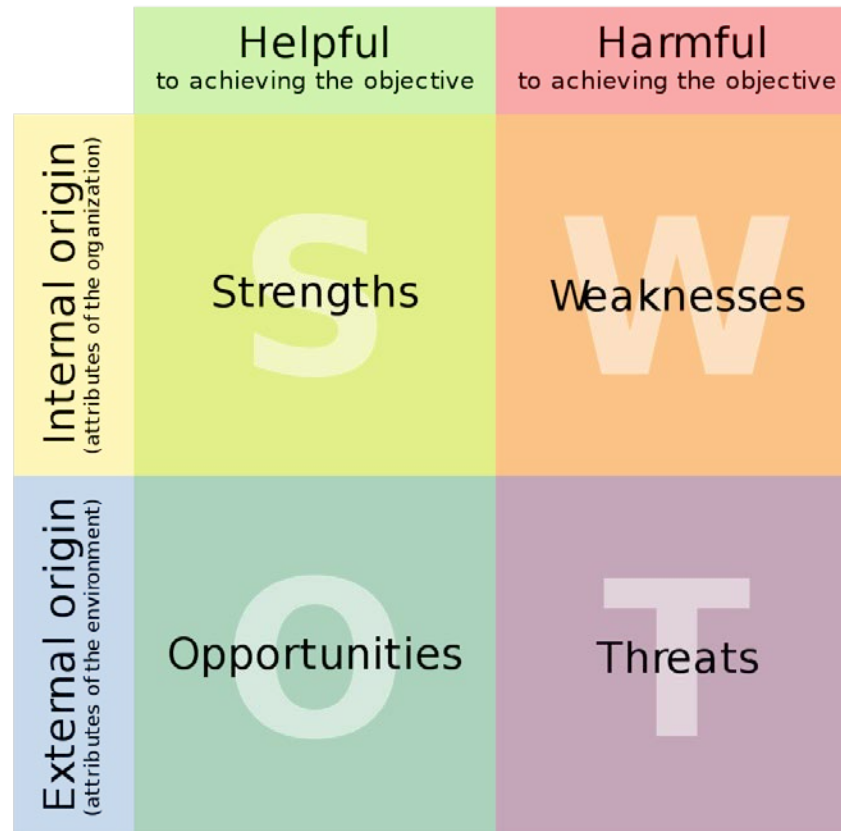 Helpful
to achieving the objective
Harmful
to achieving the objective
Internal origin
(attributes of the organization)
S
Strengths
W
Weaknesses
External origin
(attributes of the environment)
O
Opportunities
T
Threats